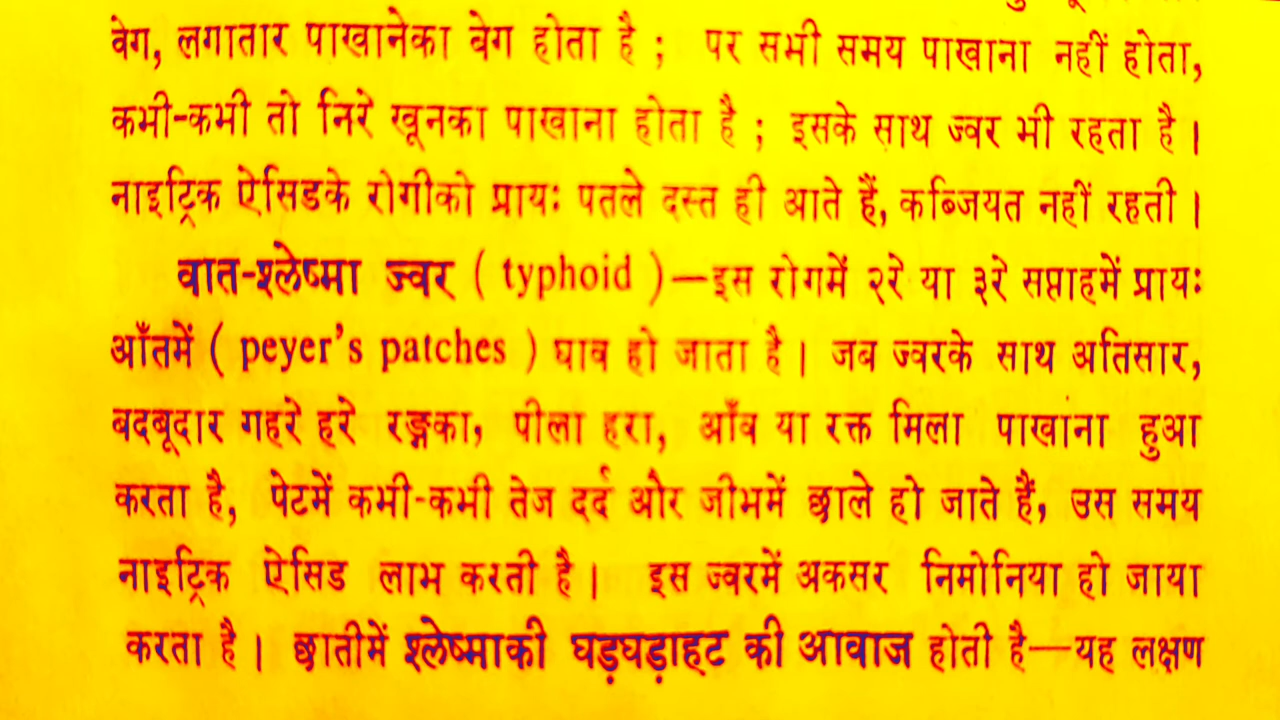 वेग, लगातार पाखानेका वेग होता है ; पर सभी समय पाखाना नहीं होता,
कभी-कभी तो निरे खूनका पाखाना होता है ; इसके साथ ज्वर भी रहता है ।
नाइट्रिक ऐसिडके रोगीको प्रायः पतले दस्त ही आते हैं, कब्जियत नहीं रहती ।
वात-श्लेष्मा ज्वर ( typhoid )—इस रोगमें २रे या ३रे सप्ताहमें प्रायः
आँतमें ( peyer's patches ) घाव हो जाता है । जब ज्वरके साथ अतिसार,
बदबूदार गहरे हरे रङ्गका, पीला हरा, आँव या रक्त मिला पाखाना हुआ
करता है, पेटमें कभी-कभी तेज दर्द और जीभमें छाले हो जाते हैं, उस समय
नाइट्रिक ऐसिड लाभ करती है । इस ज्वरमें अकसर निमोनिया हो जाया
करता है । छातीमें श्लेष्माकी घड़घड़ाहट की आवाज होती है—यह लक्षण